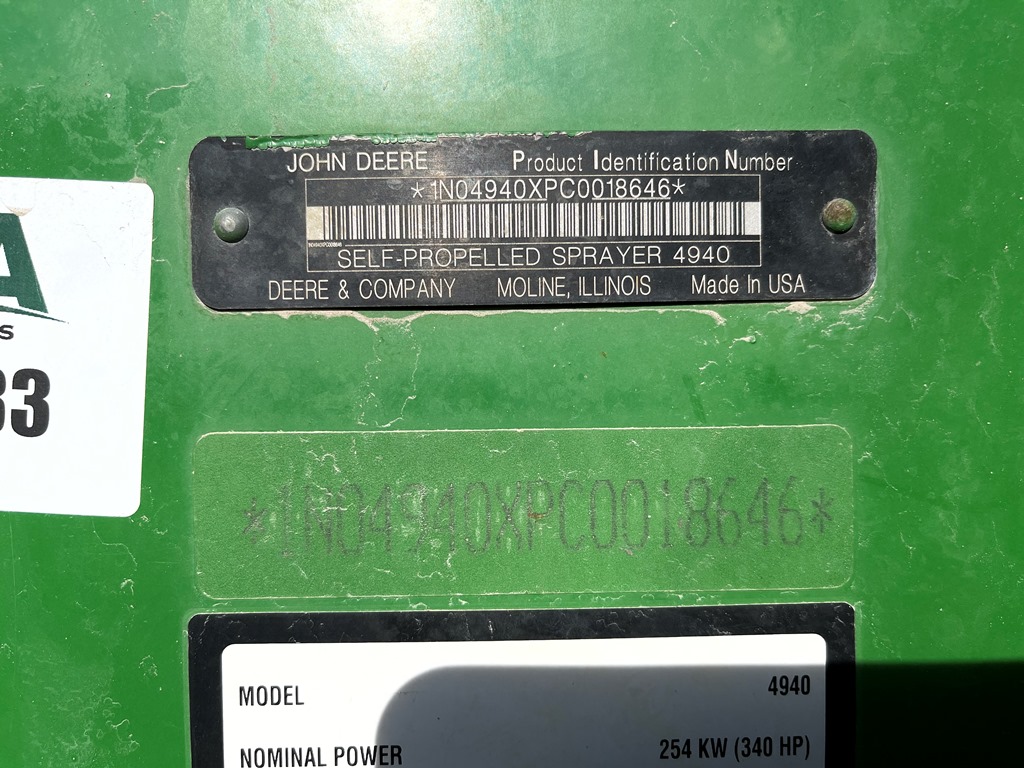 JOHN DEERE Product Identification Number
*1N04940XPC0018646*
SELF-PROPELLED SPRAYER 4940
DEERE & COMPANY MOLINE, ILLINOIS Made In USA
A
S
33
*1N04940XPC0018646*
MODEL 4940
NOMINAL POWER 254 KW (340 HP)